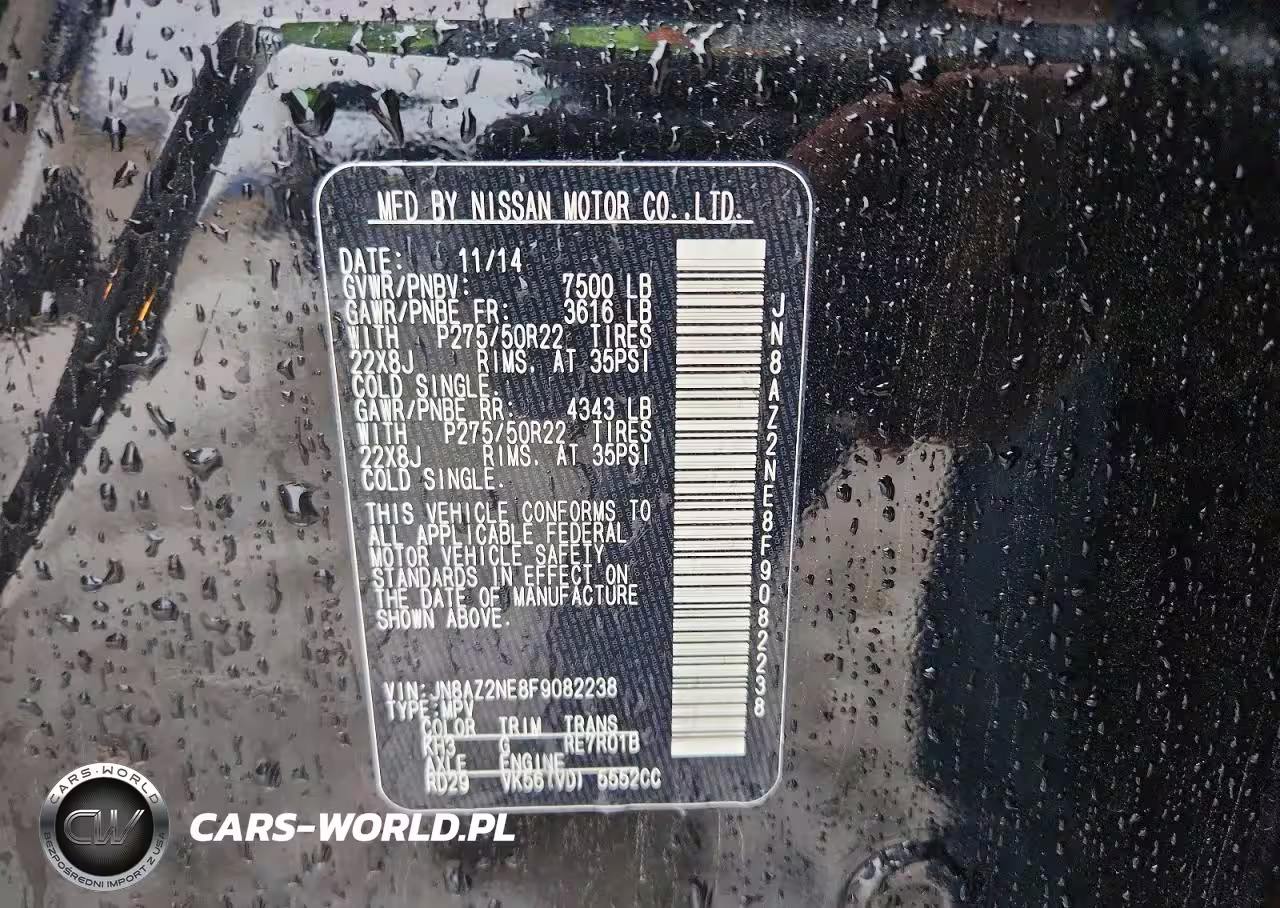 MFD BY NISSAN MOTOR CO.,LTD.
DATE: 11/14
GVWR/PNBV: 7500 LB
GAWR/PNBE FR: 3616 LB
WITH P275/50R22 TIRES
22X8J RIMS. AT 35PSI
COLD SINGLE.
GAWR/PNBE RR: 4343 LB
WITH P275/50R22 TIRES
22X8J RIMS. AT 35PSI
COLD SINGLE.
THIS VEHICLE CONFORMS TO
ALL APPLICABLE FEDERAL
MOTOR VEHICLE SAFETY
STANDARDS IN EFFECT ON
THE DATE OF MANUFACTURE
SHOWN ABOVE.
VIN:JN8AZ2NE8F9082238
TYPE:MPV
COLOR TRIM TRANS
KH3 G RE7R01B
AXLE ENGINE
RD29 VK56(VD) 5552CC
JN8AZ2NE8F9082238
CARS-WORLD
CW
BEZPOŚREDNI IMPORT Z USA
CARS-WORLD.PL